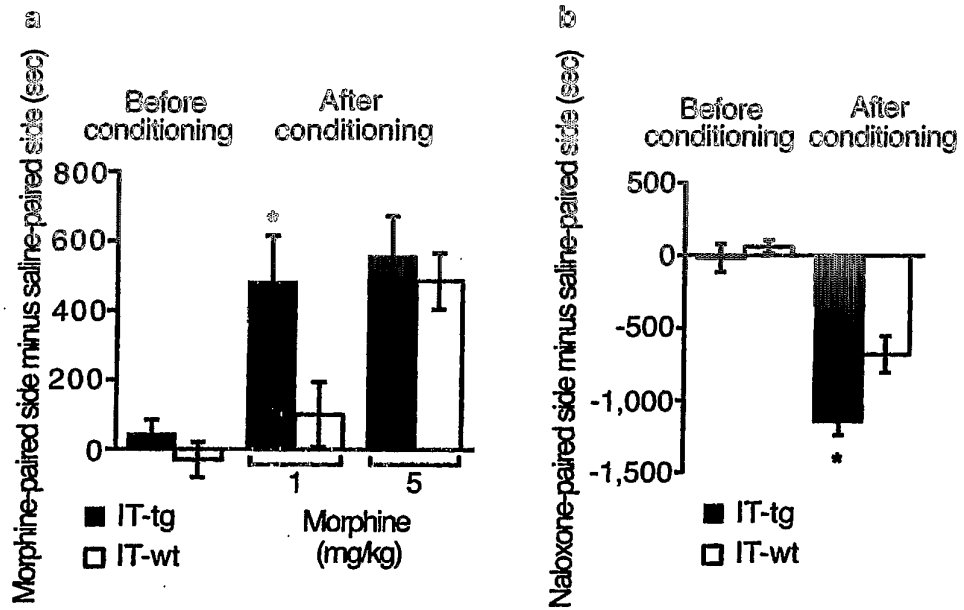 a
Morphine-paired side minus saline-paired side (sec)
Before
conditioning
After
conditioning
800
600
400
200
0
*
1
5
Morphine
(mg/kg)
IT-tg
IT-wt
b
Naloxone-paired side minus saline-paired side (sec)
Before
conditioning
After
conditioning
500
0
-500
-1,000
-1,500
*
IT-tg
IT-wt